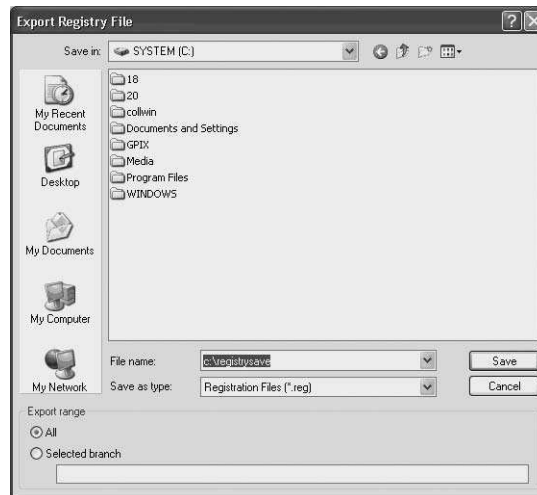 Export Registry File
Save in: SYSTEM (C:)
18
20
collwin
Documents and Settings
GPIX
Media
Program Files
WINDOWS
My Recent
Documents
Desktop
My Documents
My Computer
My Network
File name: c:\registrysave Save
Save as type: Registration Files (*.reg) Cancel
Export range
All
Selected branch